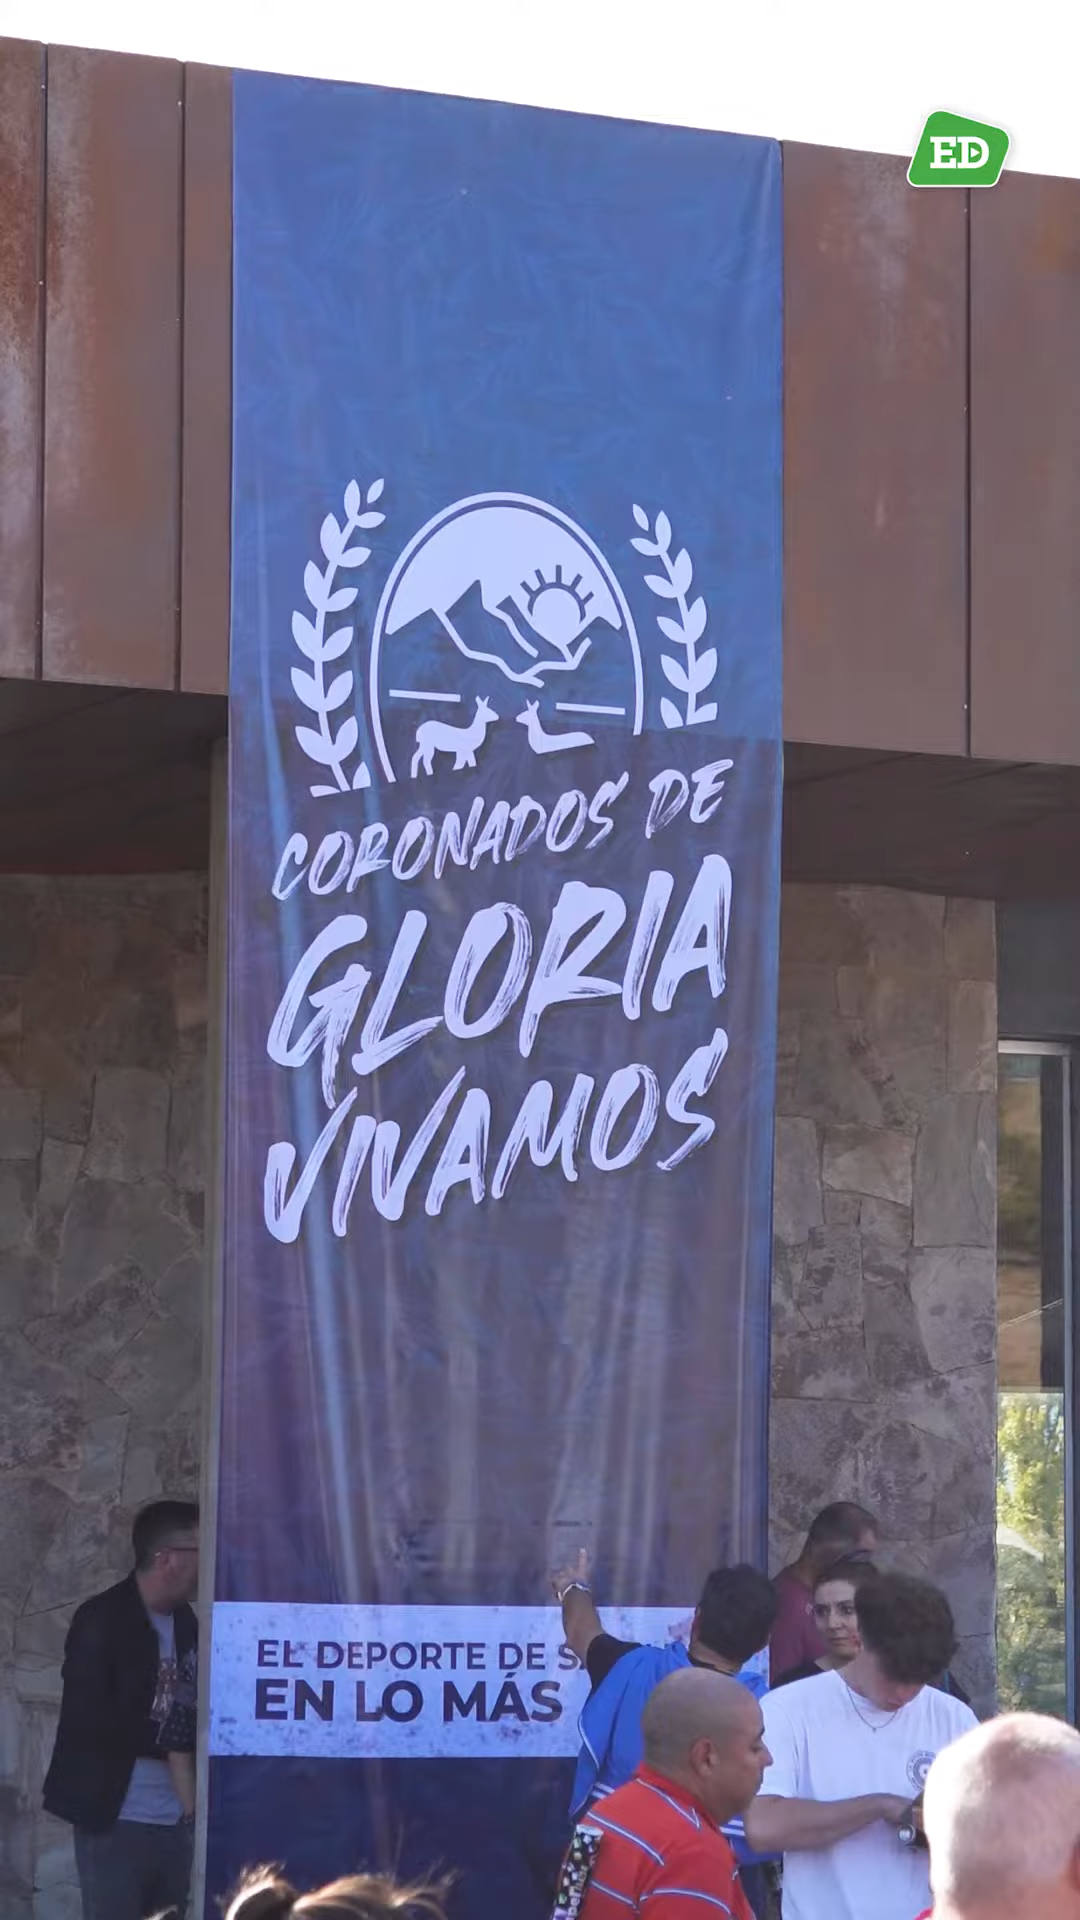 ED
CORONADOS DE
GLORIA
VIVAMOS
EL DEPORTE DE
EN LO MÁS